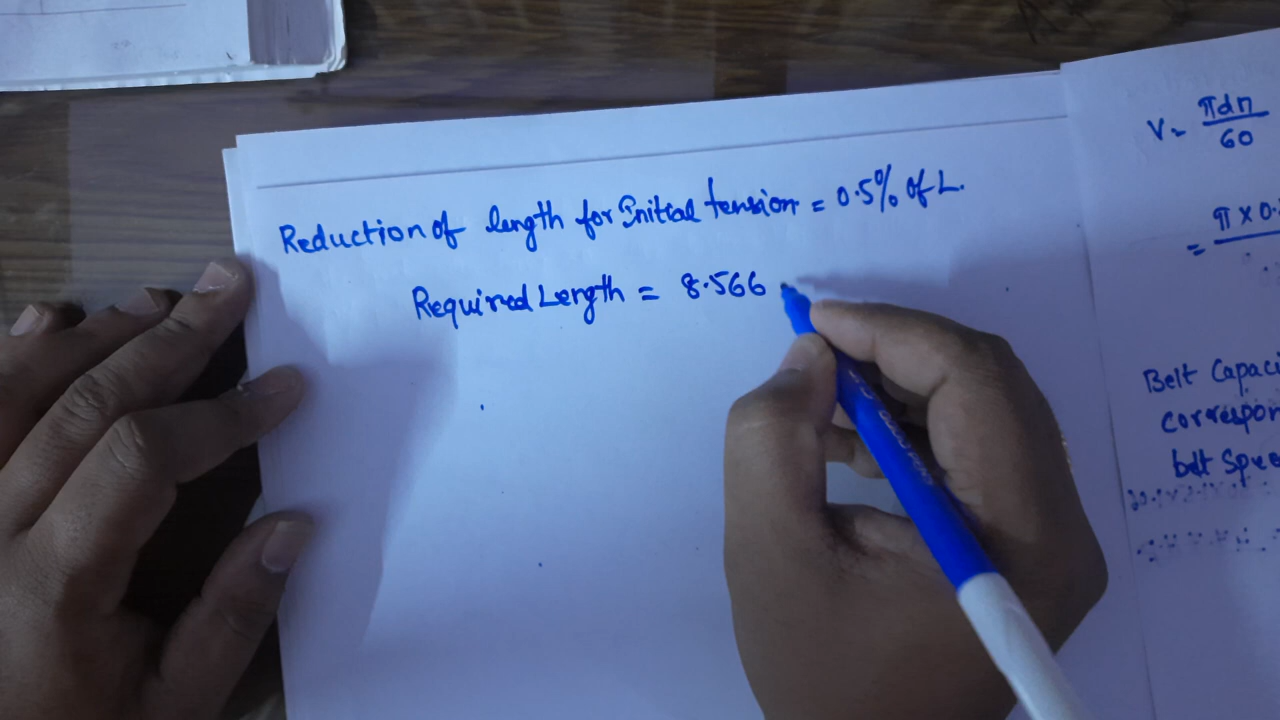 Reduction of length for Initial tension = 0.5% of L.
Required Length = 8.566
V = πdn
60
= π x 0.
Belt Capaci
correspon
belt Spee